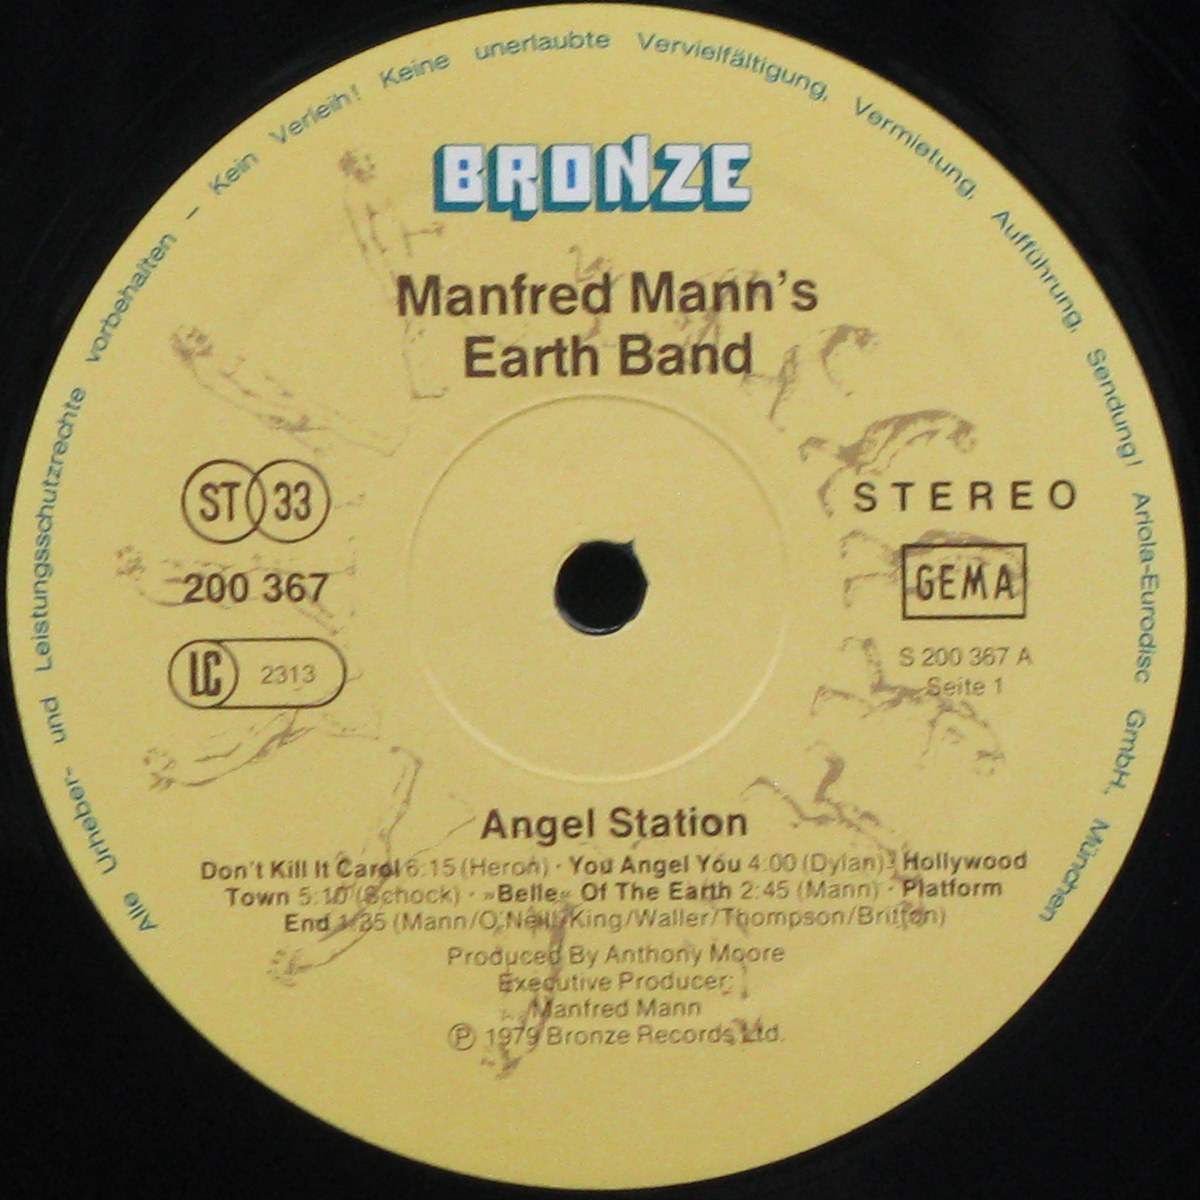 Alle Urheber- und Leistungsschutzrechte vorbehalten – Kein Verleih! Keine unerlaubte Vervielfältigung, Vermietung, Aufführung, Sendung! Ariola-Eurodisc GmbH, München
BRONZE
Manfred Mann's
Earth Band
ST 33
STEREO
200 367
GEMA
LC 2313
S 200 367 A
Seite 1
Angel Station
Don't Kill It Carol 6:15 (Heron) · You Angel You 4:00 (Dylan) · Hollywood
Town 5:10 (Schock) · »Belle« Of The Earth 2:45 (Mann) · Platform
End 1:35 (Mann/O'Neill/King/Waller/Thompson/Britton)
Produced By Anthony Moore
Executive Producer:
Manfred Mann
Ⓟ 1979 Bronze Records Ltd.